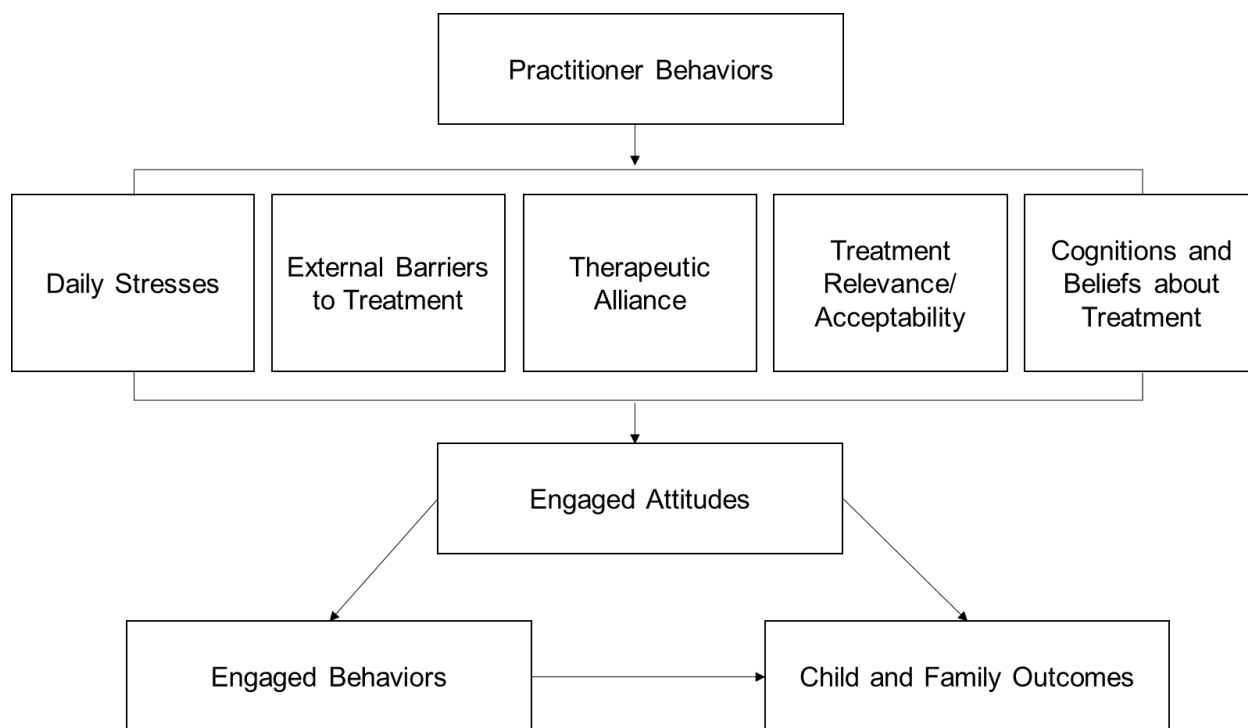 Practitioner Behaviors
Daily Stresses
External Barriers
to Treatment
Therapeutic
Alliance
Treatment
Relevance/
Acceptability
Cognitions and
Beliefs about
Treatment
Engaged Attitudes
Engaged Behaviors
Child and Family Outcomes